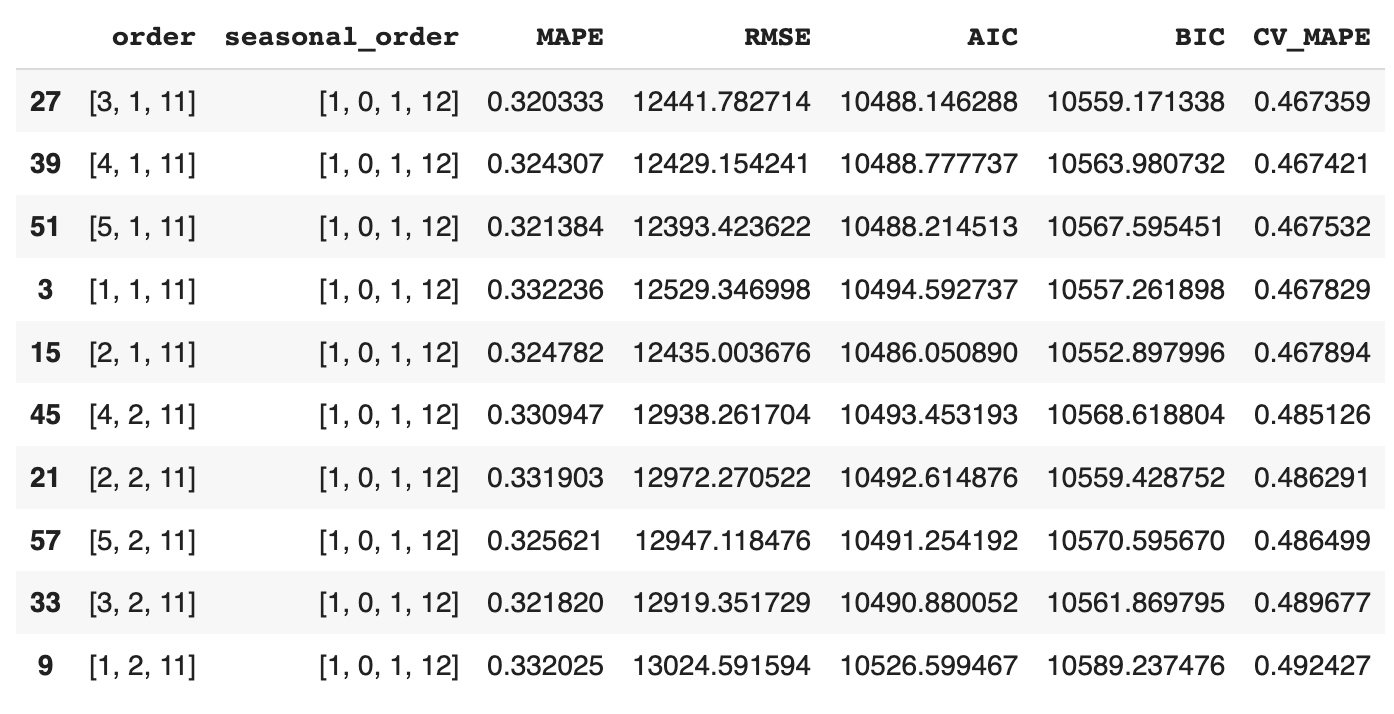 order seasonal_order MAPE RMSE AIC BIC CV_MAPE
27 [3, 1, 11] [1, 0, 1, 12] 0.320333 12441.782714 10488.146288 10559.171338 0.467359
39 [4, 1, 11] [1, 0, 1, 12] 0.324307 12429.154241 10488.777737 10563.980732 0.467421
51 [5, 1, 11] [1, 0, 1, 12] 0.321384 12393.423622 10488.214513 10567.595451 0.467532
3 [1, 1, 11] [1, 0, 1, 12] 0.332236 12529.346998 10494.592737 10557.261898 0.467829
15 [2, 1, 11] [1, 0, 1, 12] 0.324782 12435.003676 10486.050890 10552.897996 0.467894
45 [4, 2, 11] [1, 0, 1, 12] 0.330947 12938.261704 10493.453193 10568.618804 0.485126
21 [2, 2, 11] [1, 0, 1, 12] 0.331903 12972.270522 10492.614876 10559.428752 0.486291
57 [5, 2, 11] [1, 0, 1, 12] 0.325621 12947.118476 10491.254192 10570.595670 0.486499
33 [3, 2, 11] [1, 0, 1, 12] 0.321820 12919.351729 10490.880052 10561.869795 0.489677
9 [1, 2, 11] [1, 0, 1, 12] 0.332025 13024.591594 10526.599467 10589.237476 0.492427